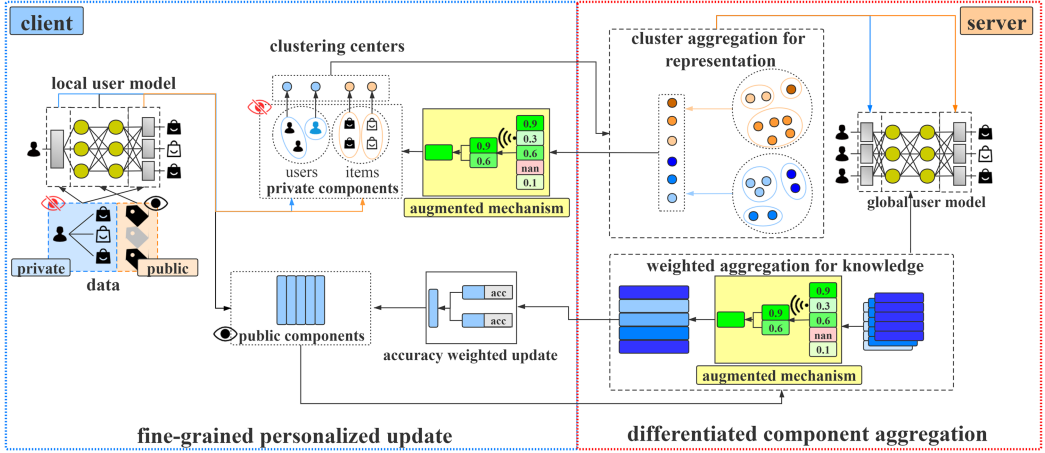 client
server
clustering centers
cluster aggregation for
representation
local user model
0.9
0.3
0.6
nan
0.1
0.9
0.6
users
items
private components
augmented mechanism
global user model
private
public
data
weighted aggregation for knowledge
acc
acc
public components
accuracy weighted update
0.9
0.3
0.6
nan
0.1
0.9
0.6
augmented mechanism
fine-grained personalized update
differentiated component aggregation